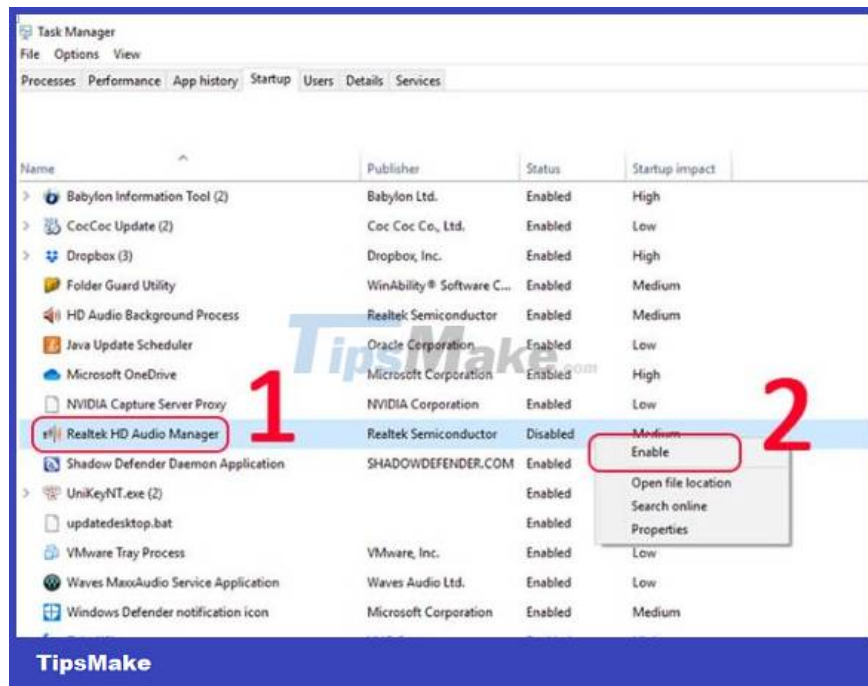 Task Manager
File Options View
Processes Performance App history Startup Users Details Services
Name Publisher Status Startup impact
Babylon Information Tool (2) Babylon Ltd. Enabled High
CocCoc Update (2) Coc Coc Co., Ltd. Enabled Low
Dropbox (3) Dropbox, Inc. Enabled High
Folder Guard Utility WinAbility® Software C... Enabled Medium
HD Audio Background Process Realtek Semiconductor Enabled Medium
Java Update Scheduler Oracle Corporation Enabled Low
TipsMake.com
Microsoft OneDrive Microsoft Corporation Enabled High
NVIDIA Capture Server Proxy NVIDIA Corporation Enabled Low
1 2
Realtek HD Audio Manager Realtek Semiconductor Disabled Medium
Enable
Shadow Defender Daemon Application SHADOWDEFENDER.COM Enabled
Open file location
UniKeyNT.exe (2) Enabled
Search online
updatedesktop.bat Enabled
Properties
VMware Tray Process VMware, Inc. Enabled Low
Waves MaxxAudio Service Application Waves Audio Ltd. Enabled Low
Windows Defender notification icon Microsoft Corporation Enabled Medium
TipsMake